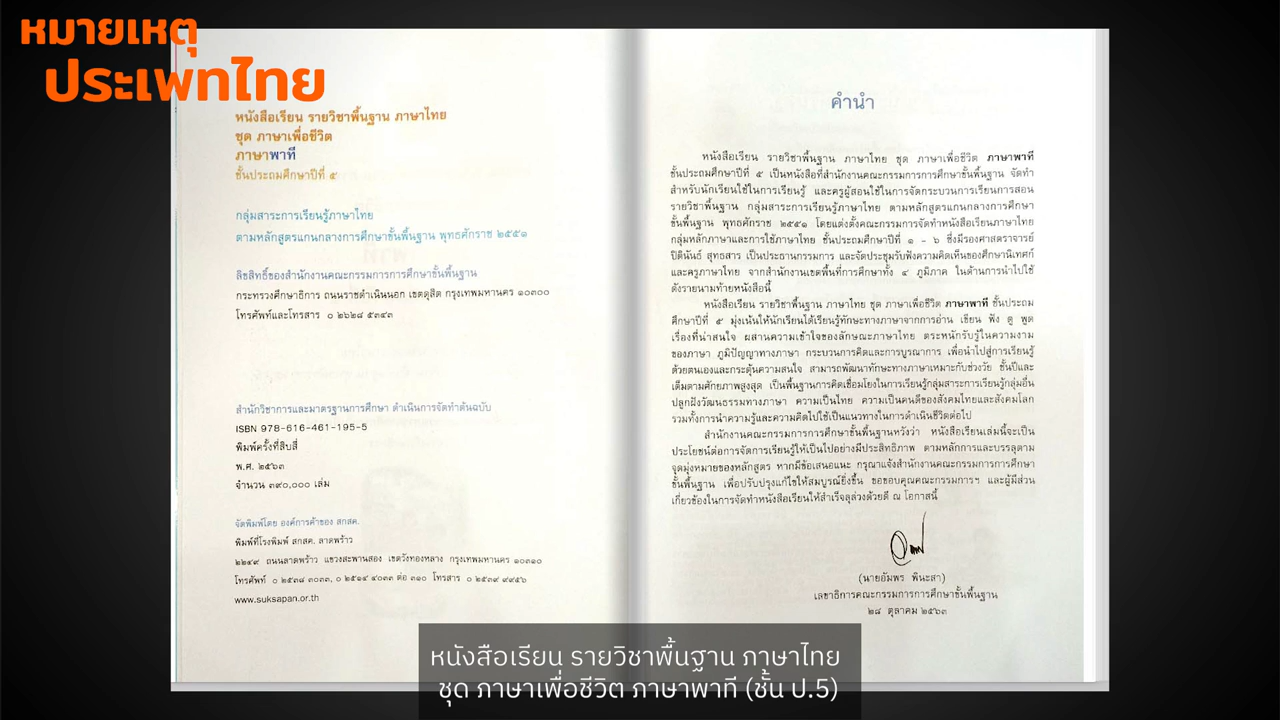 หมายเหตุ
ประเพทไทย
หนังสือเรียน รายวิชาพื้นฐาน ภาษาไทย
ชุด ภาษาเพื่อชีวิต
ภาษาพาที
ชั้นประถมศึกษาปีที่ ๕
กลุ่มสาระการเรียนรู้ภาษาไทย
ตามหลักสูตรแกนกลางการศึกษาขั้นพื้นฐาน พุทธศักราช ๒๕๕๑
ลิขสิทธิ์ของสำนักงานคณะกรรมการการศึกษาขั้นพื้นฐาน
กระทรวงศึกษาธิการ ถนนราชดำเนินนอก เขตดุสิต กรุงเทพมหานคร ๑๐๓๐๐
โทรศัพท์และโทรสาร ๐ ๒๖๒๘ ๕๓๔๓
สำนักวิชาการและมาตรฐานการศึกษา ดำเนินการจัดทำต้นฉบับ
ISBN 978-616-461-195-5
พิมพ์ครั้งที่สิบสี่
พ.ศ. ๒๕๖๓
จำนวน ๓๙๐,๐๐๐ เล่ม
จัดพิมพ์โดย องค์การค้าของ สกสค.
พิมพ์ที่โรงพิมพ์ สกสค. ลาดพร้าว
๒๒๔๙ ถนนลาดพร้าว แขวงสะพานสอง เขตวังทองหลาง กรุงเทพมหานคร ๑๐๓๑๐
โทรศัพท์ ๐ ๒๕๓๘ ๓๐๓๓, ๐ ๒๕๑๔ ๔๐๓๓ ต่อ ๓๑๐ โทรสาร ๐ ๒๕๓๙ ๙๙๕๖
www.suksapan.or.th
คำนำ
หนังสือเรียน รายวิชาพื้นฐาน ภาษาไทย ชุด ภาษาเพื่อชีวิต ภาษาพาที
ชั้นประถมศึกษาปีที่ ๕ เป็นหนังสือที่สำนักงานคณะกรรมการการศึกษาขั้นพื้นฐาน จัดทำ
สำหรับนักเรียนใช้ในการเรียนรู้ และครูผู้สอนใช้ในการจัดกระบวนการเรียนการสอน
รายวิชาพื้นฐาน กลุ่มสาระการเรียนรู้ภาษาไทย ตามหลักสูตรแกนกลางการศึกษา
ขั้นพื้นฐาน พุทธศักราช ๒๕๕๑ โดยแต่งตั้งคณะกรรมการจัดทำหนังสือเรียนภาษาไทย
กลุ่มหลักภาษาและการใช้ภาษาไทย ชั้นประถมศึกษาปีที่ ๑ - ๖ ซึ่งมีรองศาสตราจารย์
ปิตินันธ์ สุทธสาร เป็นประธานกรรมการ และจัดประชุมรับฟังความคิดเห็นของศึกษานิเทศก์
และครูภาษาไทย จากสำนักงานเขตพื้นที่การศึกษาทั้ง ๔ ภูมิภาค ในด้านการนำไปใช้
ดังรายนามท้ายหนังสือนี้
หนังสือเรียน รายวิชาพื้นฐาน ภาษาไทย ชุด ภาษาเพื่อชีวิต ภาษาพาที ชั้นประถม
ศึกษาปีที่ ๕ มุ่งเน้นให้นักเรียนได้เรียนรู้ทักษะทางภาษาจากการอ่าน เขียน ฟัง ดู พูด
เรื่องที่น่าสนใจ ผสานความเข้าใจของลักษณะภาษาไทย ตระหนักรับรู้ในความงาม
ของภาษา ภูมิปัญญาทางภาษา กระบวนการคิดและการบูรณาการ เพื่อนำไปสู่การเรียนรู้
ด้วยตนเองและกระตุ้นความสนใจ สามารถพัฒนาทักษะทางภาษาเหมาะกับช่วงวัย ชั้นปีและ
เต็มตามศักยภาพสูงสุด เป็นพื้นฐานการคิดเชื่อมโยงในการเรียนรู้กลุ่มสาระการเรียนรู้กลุ่มอื่น
ปลูกฝังวัฒนธรรมทางภาษา ความเป็นไทย ความเป็นคนดีของสังคมไทยและสังคมโลก
รวมทั้งการนำความรู้และความคิดไปใช้เป็นแนวทางในการดำเนินชีวิตต่อไป
สำนักงานคณะกรรมการการศึกษาขั้นพื้นฐานหวังว่า หนังสือเรียนเล่มนี้จะเป็น
ประโยชน์ต่อการจัดการเรียนรู้ให้เป็นไปอย่างมีประสิทธิภาพ ตามหลักการและบรรลุตาม
จุดมุ่งหมายของหลักสูตร หากมีข้อเสนอแนะ กรุณาแจ้งสำนักงานคณะกรรมการการศึกษา
ขั้นพื้นฐาน เพื่อปรับปรุงแก้ไขให้สมบูรณ์ยิ่งขึ้น ขอขอบคุณคณะกรรมการฯ และผู้มีส่วน
เกี่ยวข้องในการจัดทำหนังสือเรียนให้สำเร็จลุล่วงด้วยดี ณ โอกาสนี้
(นายอัมพร พินะสา)
เลขาธิการคณะกรรมการการศึกษาขั้นพื้นฐาน
๒๘ ตุลาคม ๒๕๖๓
หนังสือเรียน รายวิชาพื้นฐาน ภาษาไทย
ชุด ภาษาเพื่อชีวิต ภาษาพาที (ชั้น ป.5)